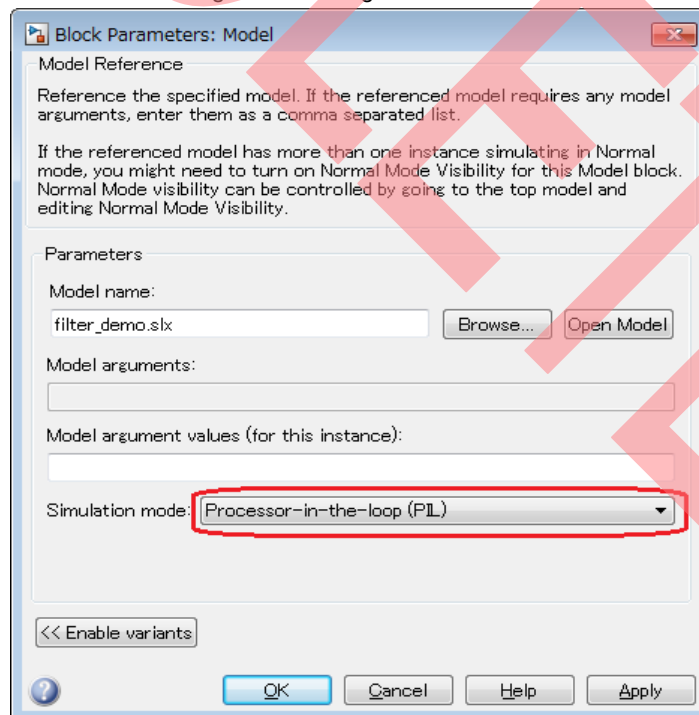 Block Parameters: Model
Model Reference
Reference the specified model. If the referenced model requires any model
arguments, enter them as a comma separated list.
If the referenced model has more than one instance simulating in Normal
mode, you might need to turn on Normal Mode Visibility for this Model block.
Normal Mode visibility can be controlled by going to the top model and
editing Normal Mode Visibility.
Parameters
Model name:
filter_demo.slx Browse... Open Model
Model arguments:
Model argument values (for this instance):
Simulation mode: Processor-in-the-loop (PIL)
<< Enable variants
OK Cancel Help Apply